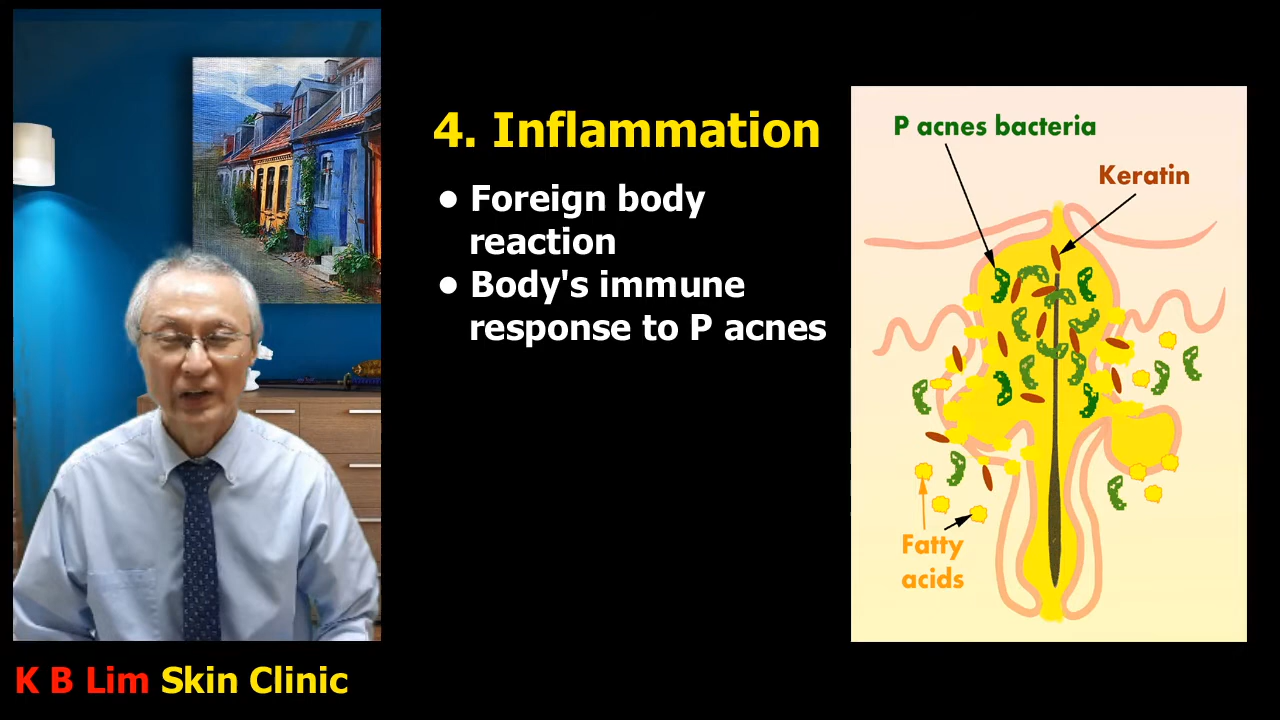 4. Inflammation
• Foreign body
reaction
• Body's immune
response to P acnes
P acnes bacteria
Keratin
Fatty
acids
K B Lim Skin Clinic